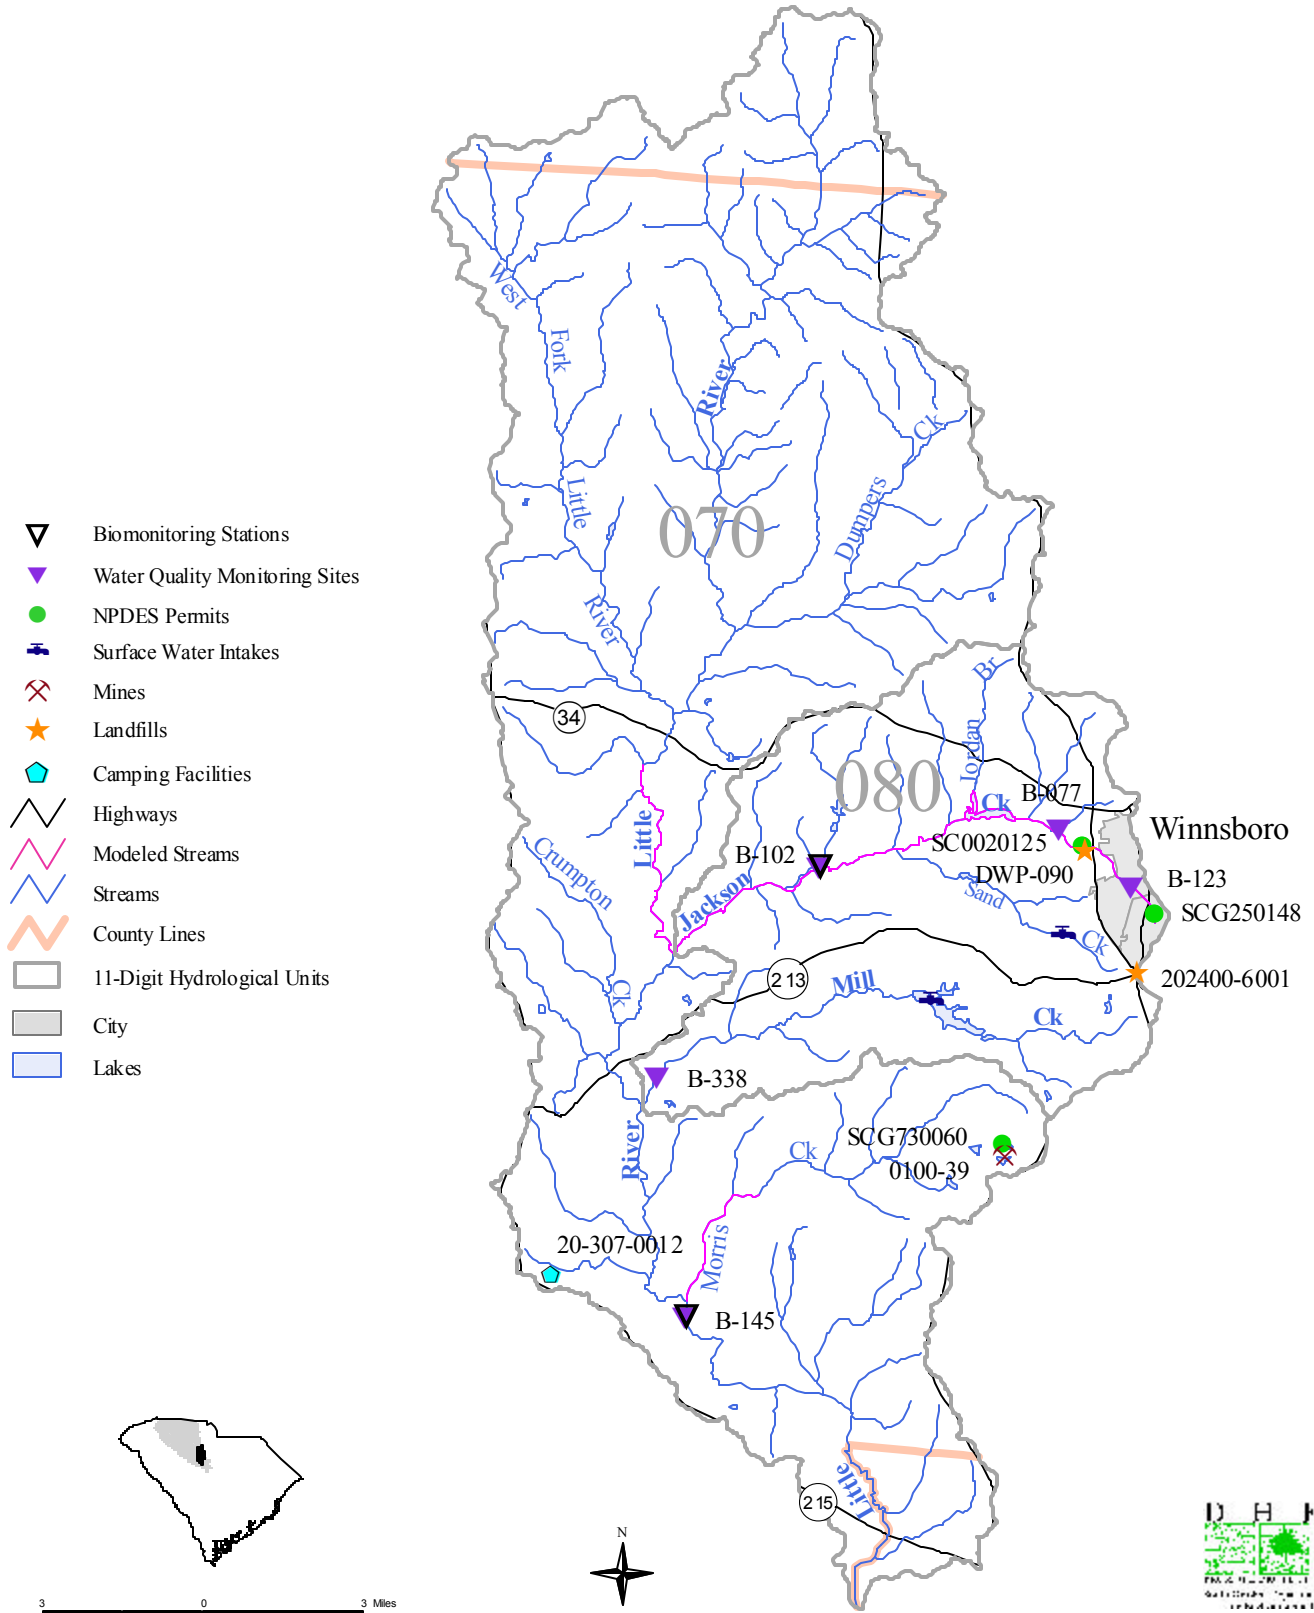 West
Fork
River
Ck
Little
070
Dumpers
River
Biomonitoring Stations
Water Quality Monitoring Sites
NPDES Permits
Surface Water Intakes
Mines
Landfills
Camping Facilities
Highways
Modeled Streams
Streams
County Lines
11-Digit Hydrological Units
City
Lakes
Br
34
Jordan
080
B-077
Ck
Winnsboro
Little
SC0020125
B-102
DWP-090
B-123
Crumpton
Jackson
Sand
SCG250148
Ck
213
Mill
202400-6001
Ck
Ck
B-338
River
SCG730060
Ck
0100-39
20-307-0012
Morris
B-145
Little
215
N
3 0 3 Miles
D H